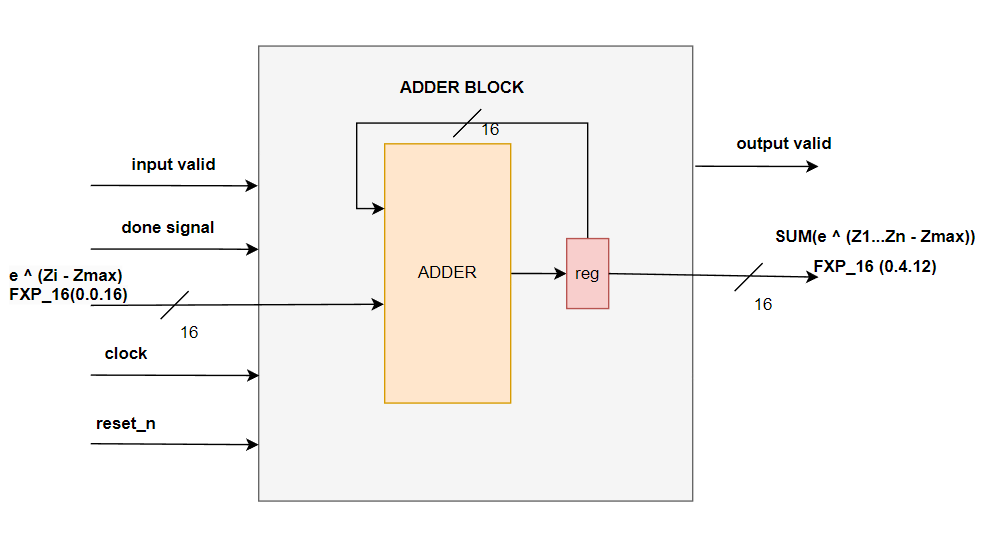 ADDER BLOCK
16
input valid
output valid
done signal
SUM(e ^ (Z1...Zn - Zmax))
FXP_16 (0.4.12)
e ^ (Zi - Zmax)
FXP_16(0.0.16)
ADDER
reg
16
16
clock
reset_n